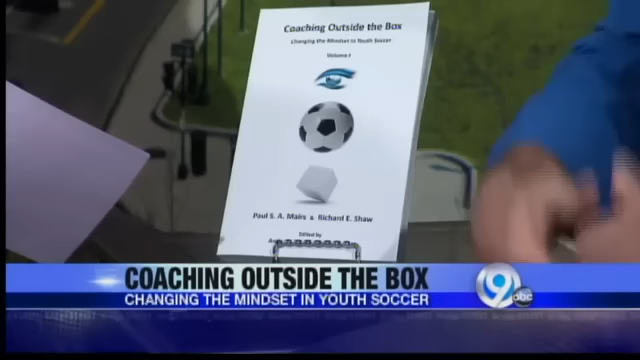 Coaching Outside the Box
Changing the Mindset in Youth Soccer
Volume I
Paul S. A. Mairs & Richard E. Shaw
Edited by
COACHING OUTSIDE THE BOX
CHANGING THE MINDSET IN YOUTH SOCCER
9
abc